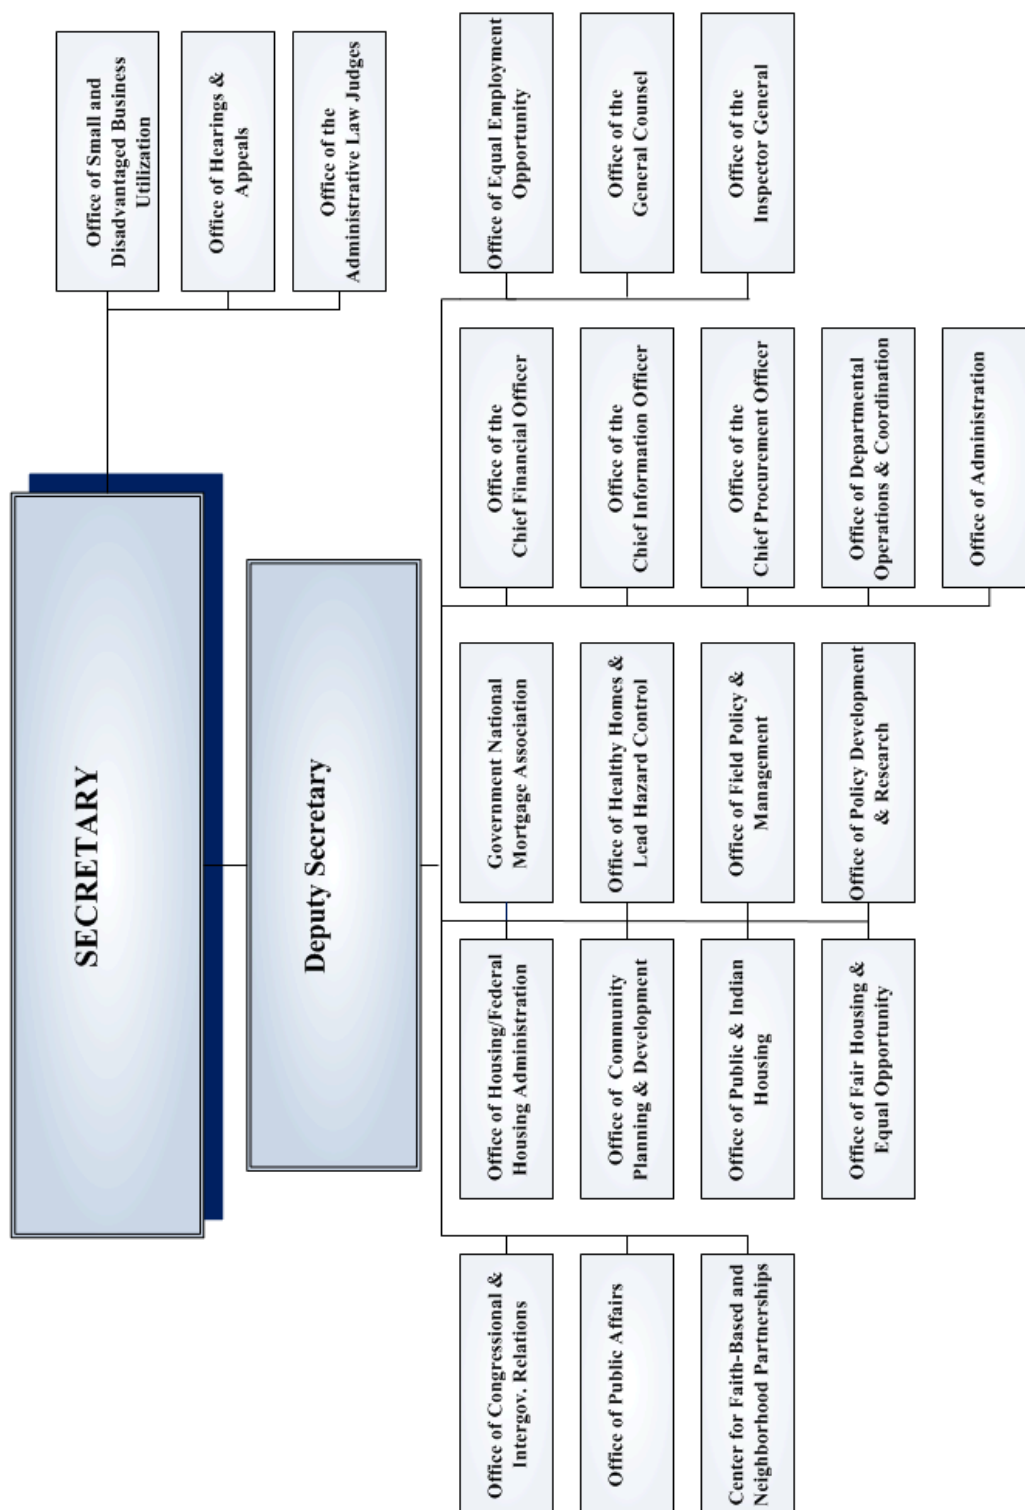 SECRETARY
Deputy Secretary
Office of Small and
Disadvantaged Business
Utilization
Office of Hearings &
Appeals
Office of the
Administrative Law Judges
Office of Congressional &
Intergov. Relations
Office of Public Affairs
Center for Faith-Based and
Neighborhood Partnerships
Office of Housing/Federal
Housing Administration
Office of Community
Planning & Development
Office of Public & Indian
Housing
Office of Fair Housing &
Equal Opportunity
Government National
Mortgage Association
Office of Healthy Homes &
Lead Hazard Control
Office of Field Policy &
Management
Office of Policy Development
& Research
Office of the
Chief Financial Officer
Office of the
Chief Information Officer
Office of the
Chief Procurement Officer
Office of Departmental
Operations & Coordination
Office of Administration
Office of Equal Employment
Opportunity
Office of the
General Counsel
Office of the
Inspector General